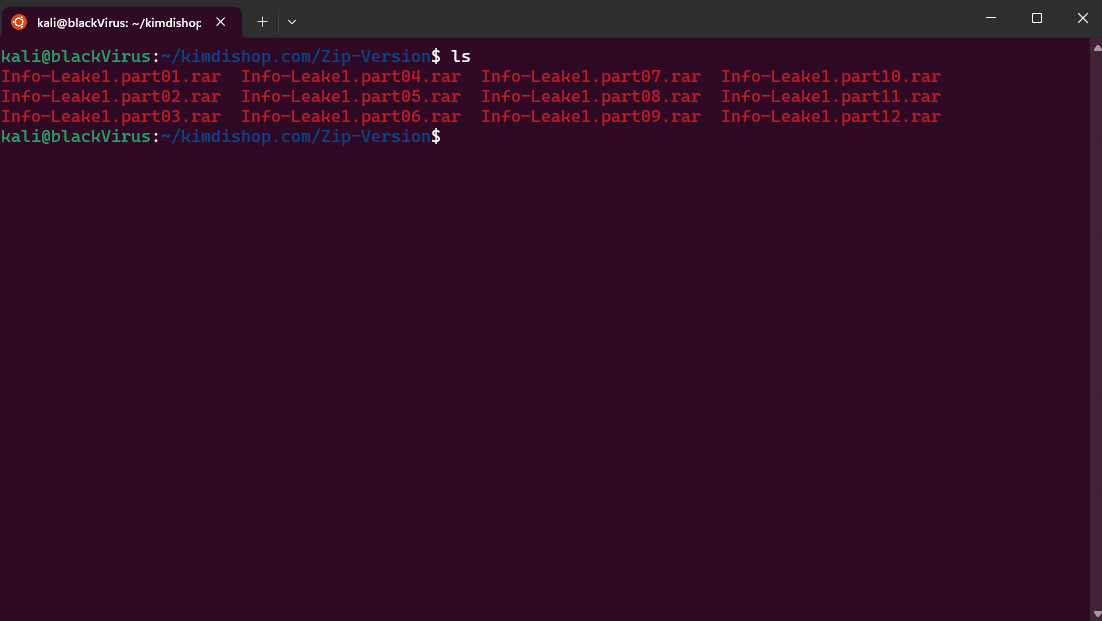 kali@blackVirus: ~/kimdishop
kali@blackVirus:~/kimdishop.com/Zip-Version$ ls
Info-Leake1.part01.rar  Info-Leake1.part04.rar  Info-Leake1.part07.rar  Info-Leake1.part10.rar
Info-Leake1.part02.rar  Info-Leake1.part05.rar  Info-Leake1.part08.rar  Info-Leake1.part11.rar
Info-Leake1.part03.rar  Info-Leake1.part06.rar  Info-Leake1.part09.rar  Info-Leake1.part12.rar
kali@blackVirus:~/kimdishop.com/Zip-Version$